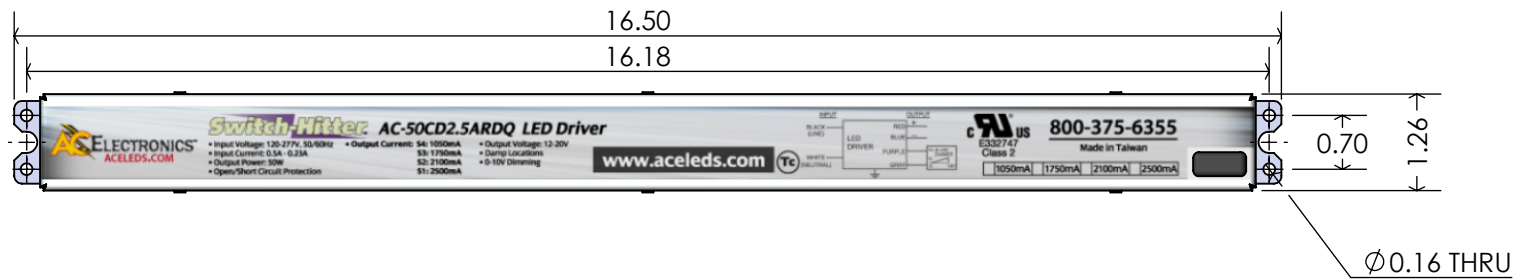 16.50
16.18
AC ELECTRONICS™
ACELEDS.COM
Switch-Hitter. AC-50CD2.5ARDQ LED Driver
• Input Voltage: 120-277V, 50/60Hz
• Input Current: 0.5A - 0.25A
• Output Power: 50W
• Open/Short Circuit Protection
• Output Current: S4: 1050mA
S3: 1750mA
S2: 2100mA
S1: 2500mA
• Output Voltage: 12-20V
• Damp Locations
• 0-10V Dimming
www.aceleds.com
Tc
INPUT
OUTPUT
BLACK
(LINE)
WHITE
(NEUTRAL)
LED
DRIVER
RED
BLUE
PURPLE
GRAY
C RU US
E332747
Class 2
800-375-6355
Made in Taiwan
1050mA 1750mA 2100mA 2500mA
0.70
1.26
∅0.16 THRU